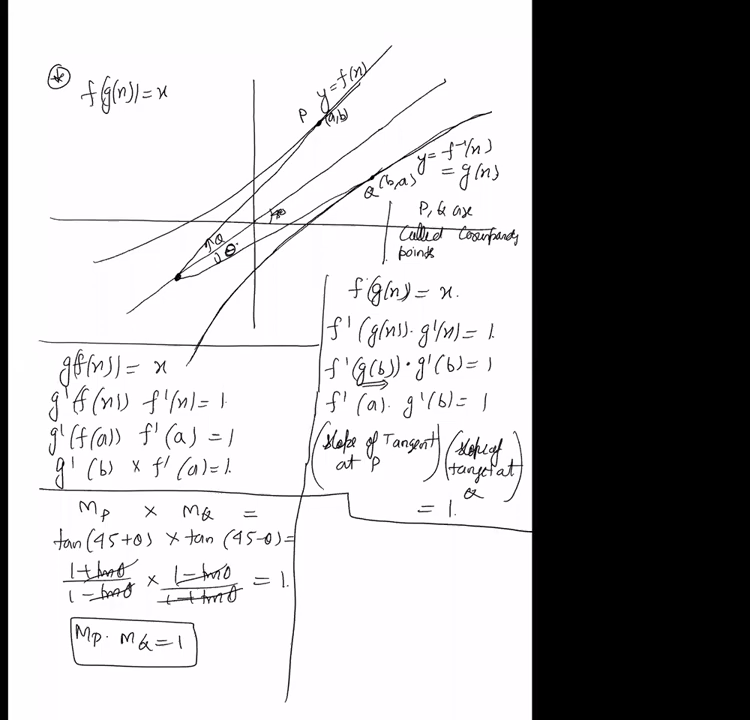 f(g(n)) = x
y = f(n)
P
(a,b)
y = f⁻¹(n)
= g(n)
Q (b,a)
P, Q are
Called
points
θ
θ
f(g(n)) = x.
f'(g(n)). g'(n) = 1.
f'(g(b)) · g'(b) = 1
f'(a). g'(b) = 1
(slope of Tangent at P) (slope of tangent at Q)
= 1.
g(f(n)) = x
g'(f(n)) f'(n) = 1.
g'(f(a)) f'(a) = 1
g'(b) x f'(a) = 1.
Mp x MQ =
tan(45+θ) x tan(45-θ) =
1+tanθ/1-tanθ x 1-tanθ/1+tanθ = 1.
Mp. MQ = 1